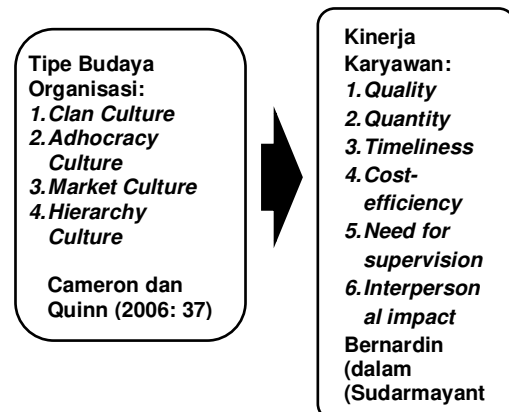 Tipe Budaya
Organisasi:
1. Clan Culture
2. Adhocracy
Culture
3. Market Culture
4. Hierarchy
Culture
Cameron dan
Quinn (2006: 37)
Kinerja
Karyawan:
1. Quality
2. Quantity
3. Timeliness
4. Cost-
efficiency
5. Need for
supervision
6. Interperson
al impact
Bernardin
(dalam
(Sudarmayant